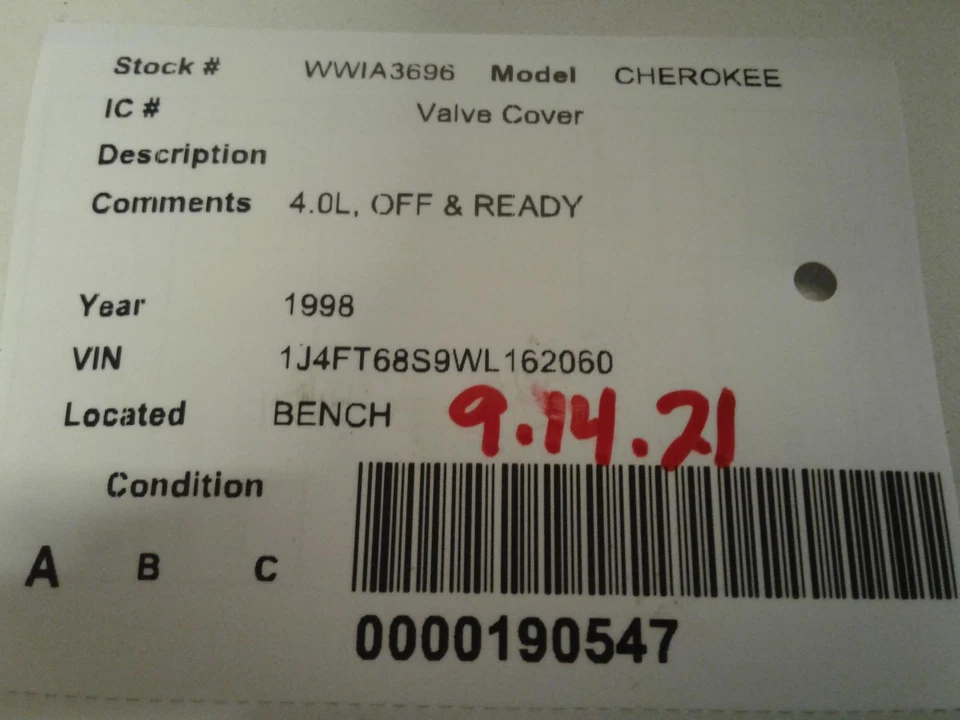 Stock # WWIA3696 Model CHEROKEE
IC # Valve Cover
Description
Comments 4.0L, OFF & READY
Year 1998
VIN 1J4FT68S9WL162060
Located BENCH 9.14.21
Condition
A B C
0000190547